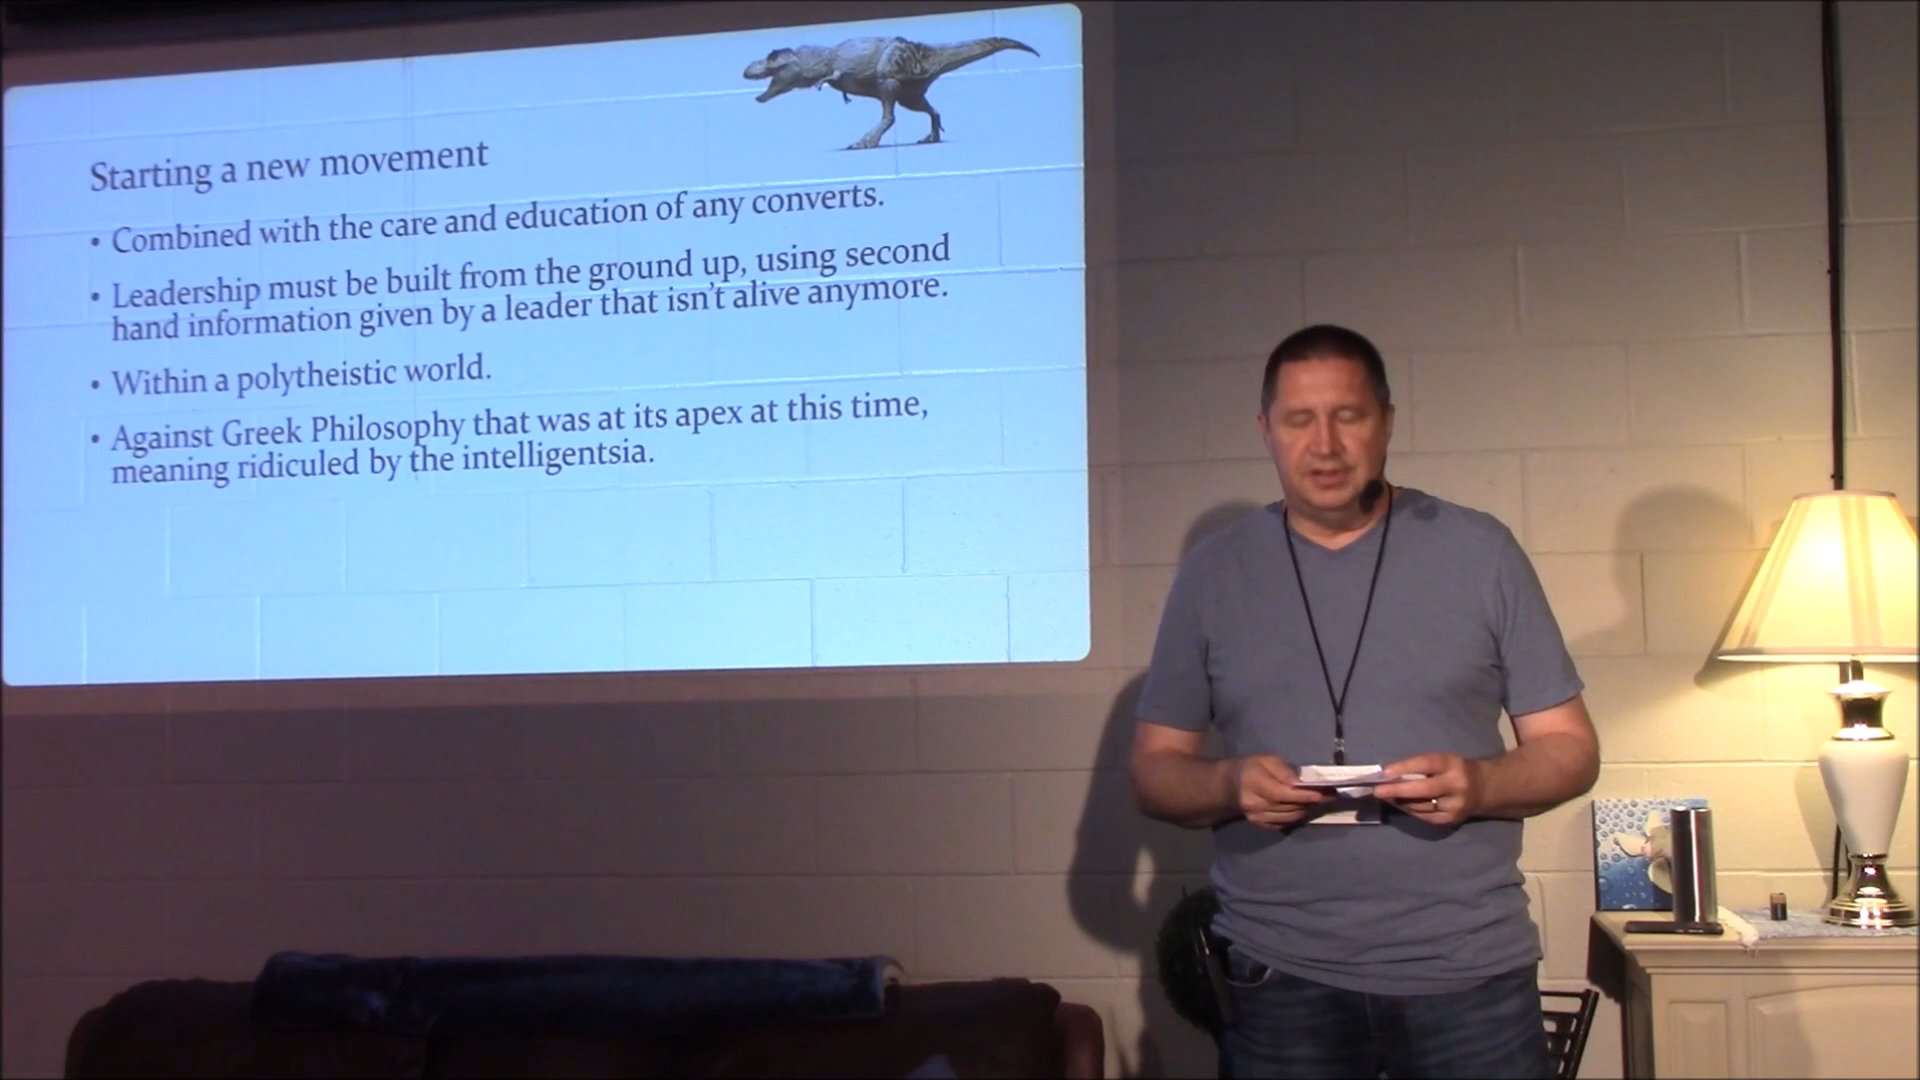 Starting a new movement
• Combined with the care and education of any converts.
• Leadership must be built from the ground up, using second
hand information given by a leader that isn't alive anymore.
• Within a polytheistic world.
• Against Greek Philosophy that was at its apex at this time,
meaning ridiculed by the intelligentsia.